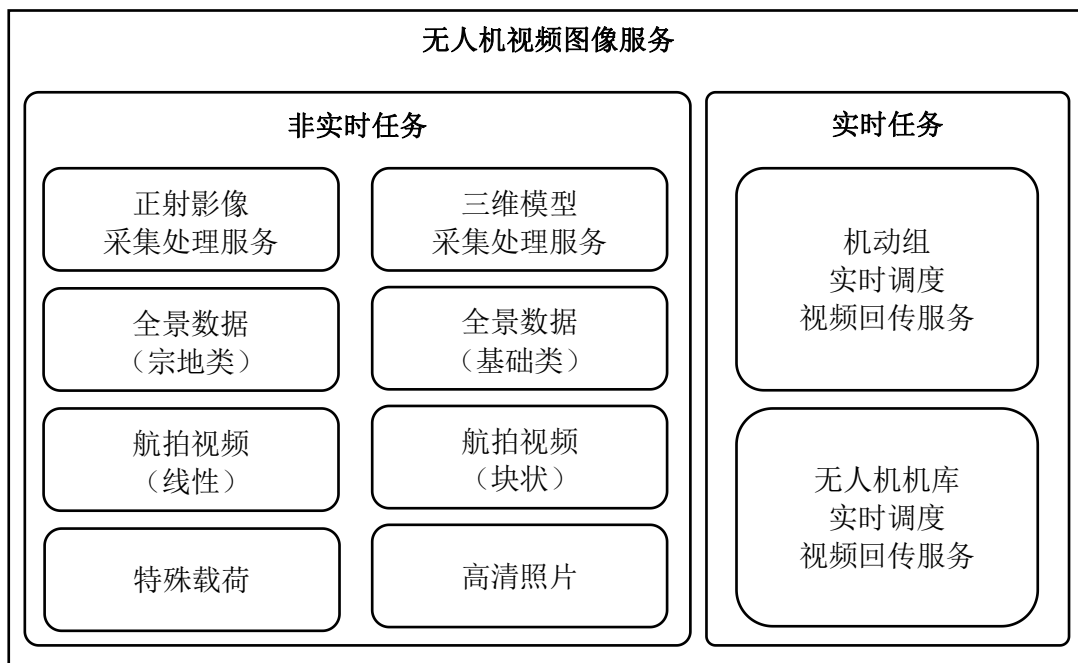 无人机视频图像服务
非实时任务
正射影像
采集处理服务
三维模型
采集处理服务
全景数据
（宗地类）
全景数据
（基础类）
航拍视频
（线性）
航拍视频
（块状）
特殊载荷
高清照片
实时任务
机动组
实时调度
视频回传服务
无人机机库
实时调度
视频回传服务